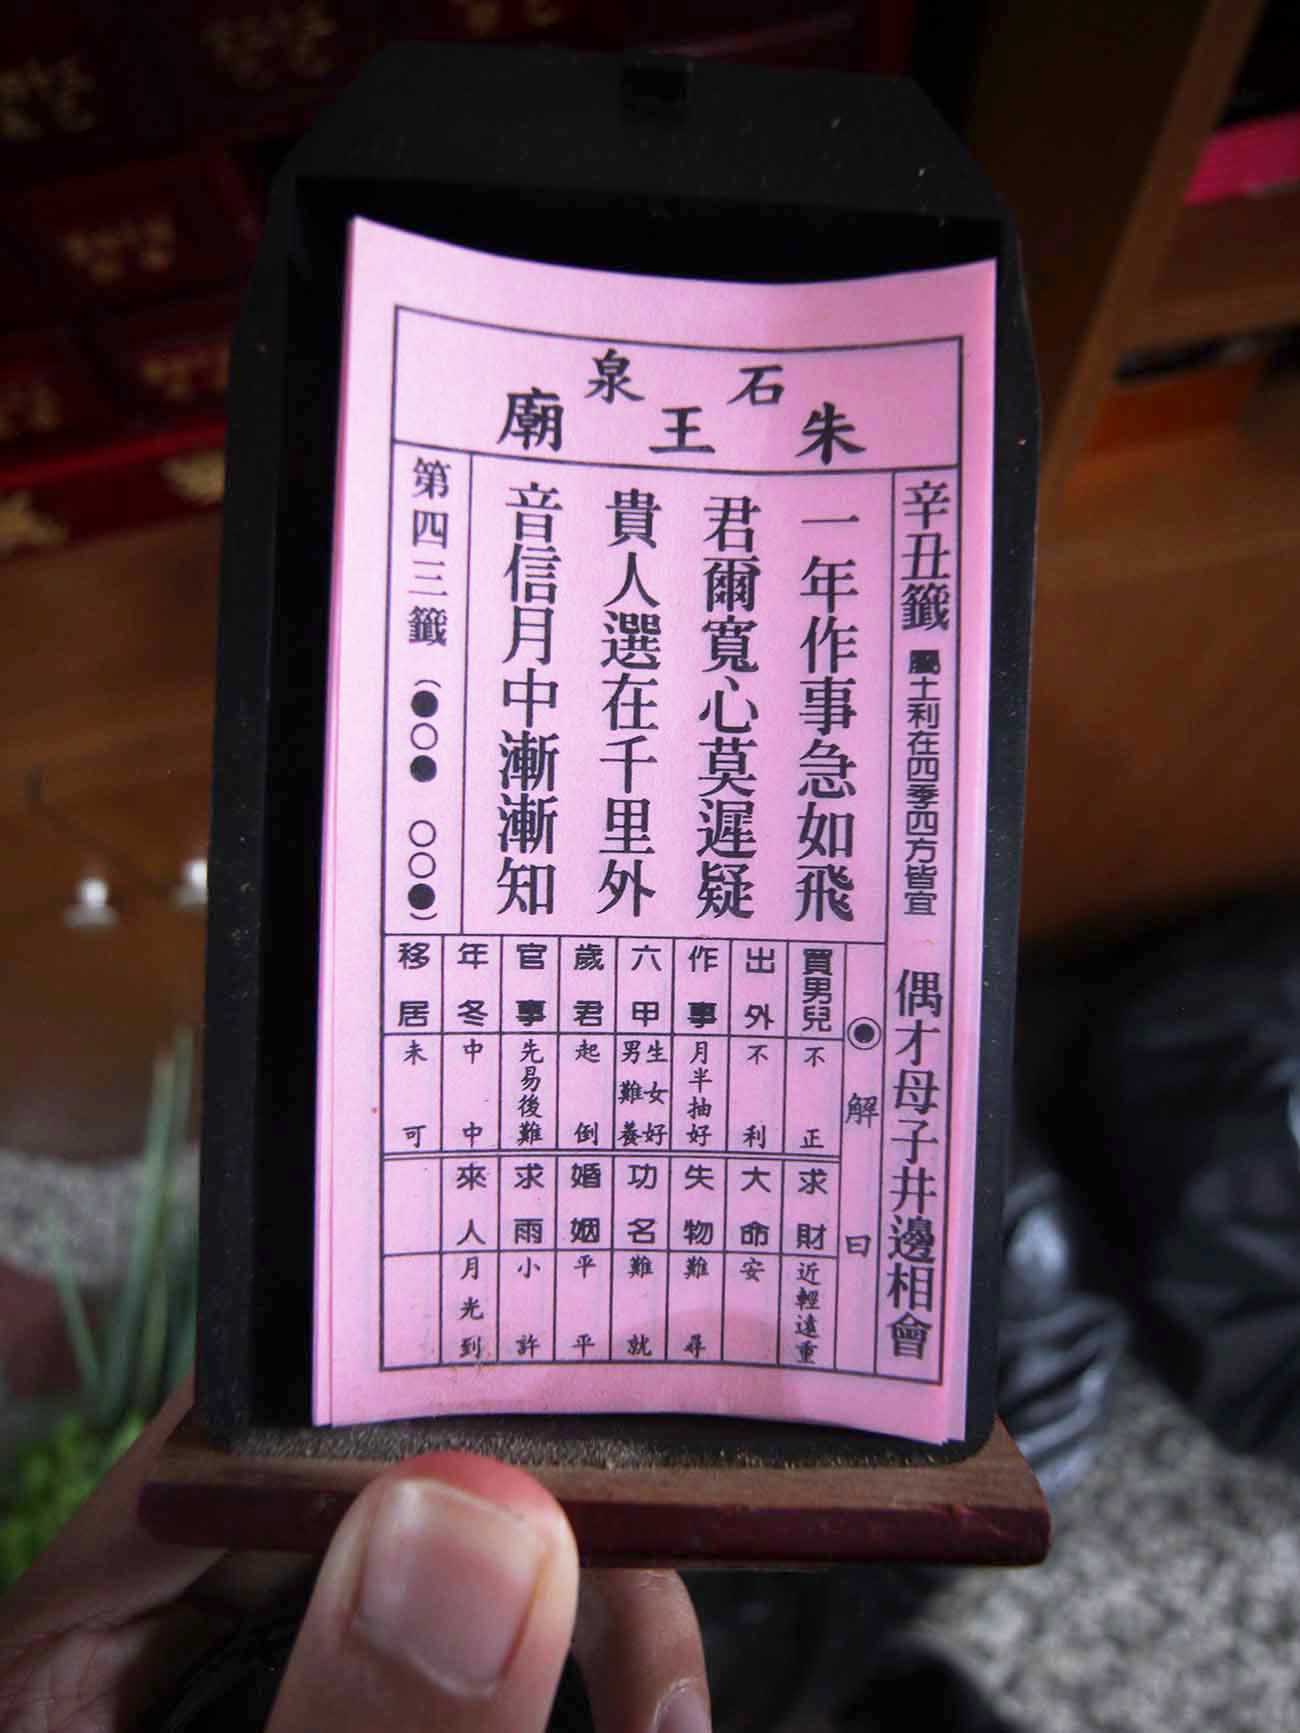 石泉
朱王廟
辛丑籤 屬土利在四季四方皆宜 偶才母子井邊相會
一年作事急如飛
君爾寬心莫遲疑
貴人選在千里外
音信月中漸漸知
第四三籤(●○● ○○●)
◉解曰
買男兒 不正
出外 不利
作事 月半抽好
六甲 生女好男難養
歲君 起倒
官事 先易後難
年冬 中中
移居 未可
求財 近輕遠重
大命 安
失物 難尋
功名 難就
婚姻 平平
求雨 小許
來人 月光到